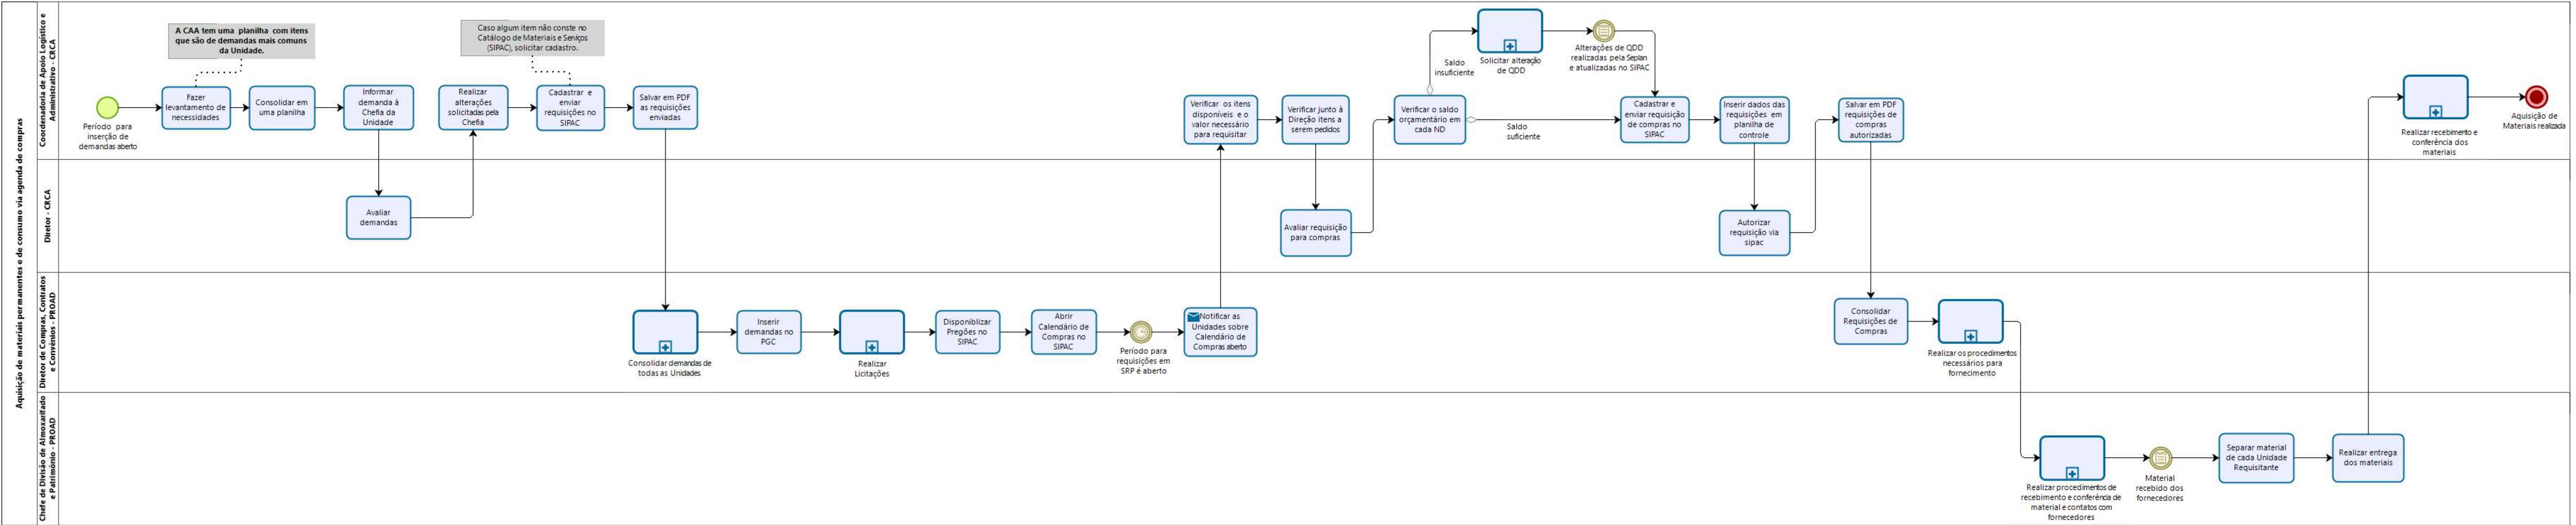 Aquisição de materiais permanentes e de consumo via agenda de compras
Coordenadoria de Apoio Logístico e
Administrativo - CRCA
A CAA tem uma planilha com itens
que são de demandas mais comuns
da Unidade.
Período para
inserção de
demandas aberto
Fazer
levantamento de
necessidades
Consolidar em
uma planilha
Informar
demanda à
Chefia da
Unidade
Realizar
alterações
solicitadas pela
Chefia
Caso algum item não conste no
Catálogo de Materiais e Serviços
(SIPAC), solicitar cadastro.
Cadastrar e
enviar
requisições no
SIPAC
Salvar em PDF
as requisições
enviadas
Verificar os itens
disponíveis e o
valor necessário
para requisitar
Verificar junto à
Direção itens a
serem pedidos
Verificar o saldo
orçamentário em
cada ND
Saldo
insuficiente
Solicitar alteração
de QDD
Alterações de QDD
realizadas pela Seplan
e atualizadas no SIPAC
Saldo
suficiente
Cadastrar e
enviar requisição
de compras no
SIPAC
Inserir dados das
requisições em
planilha de
controle
Salvar em PDF
requisições de
compras
autorizadas
Realizar recebimento e
conferência dos
materiais
Aquisição de
Materiais realizada
Diretor - CRCA
Avaliar
demandas
Avaliar requisição
para compras
Autorizar
requisição via
sipac
Diretor de Compras, Contratos
e Convênios - PROAD
Consolidar demandas de
todas as Unidades
Inserir
demandas no
PGC
Realizar
Licitações
Disponiblizar
Pregões no
SIPAC
Abrir
Calendário de
Compras no
SIPAC
Período para
requisições em
SRP é aberto
Notificar as
Unidades sobre
Calendário de
Compras aberto
Consolidar
Requisições de
Compras
Realizar os procedimentos
necessários para
fornecimento
Chefe de Divisão de Almoxarifado
e Patrimônio - PROAD
Realizar procedimentos de
recebimento e conferência de
material e contatos com
fornecedores
Material
recebido dos
fornecedores
Separar material
de cada Unidade
Requisitante
Realizar entrega
dos materiais